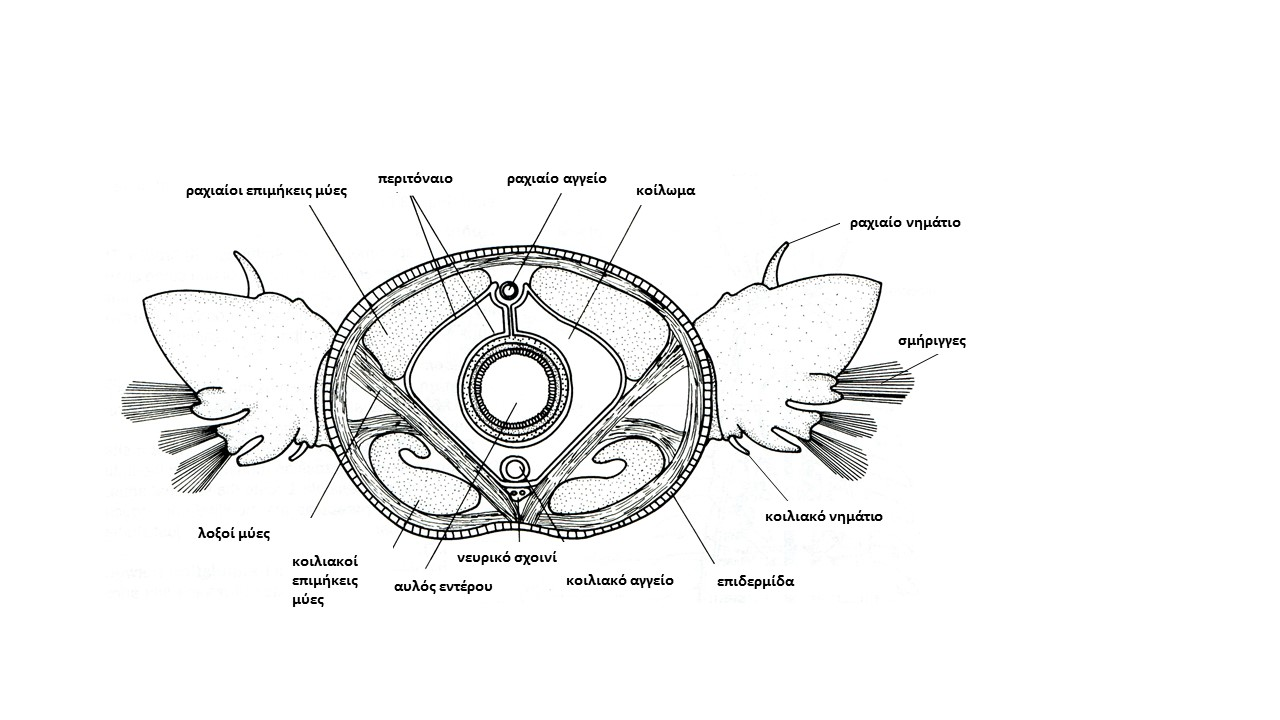 περιτόναιο
ραχιαίο αγγείο
ραχιαίοι επιμήκεις μύες
κοίλωμα
ραχιαίο νημάτιο
σμήριγγες
κοιλιακό νημάτιο
λοξοί μύες
νευρικό σχοινί
κοιλιακοί
επιμήκεις
μύες
αυλός εντέρου
κοιλιακό αγγείο
επιδερμίδα